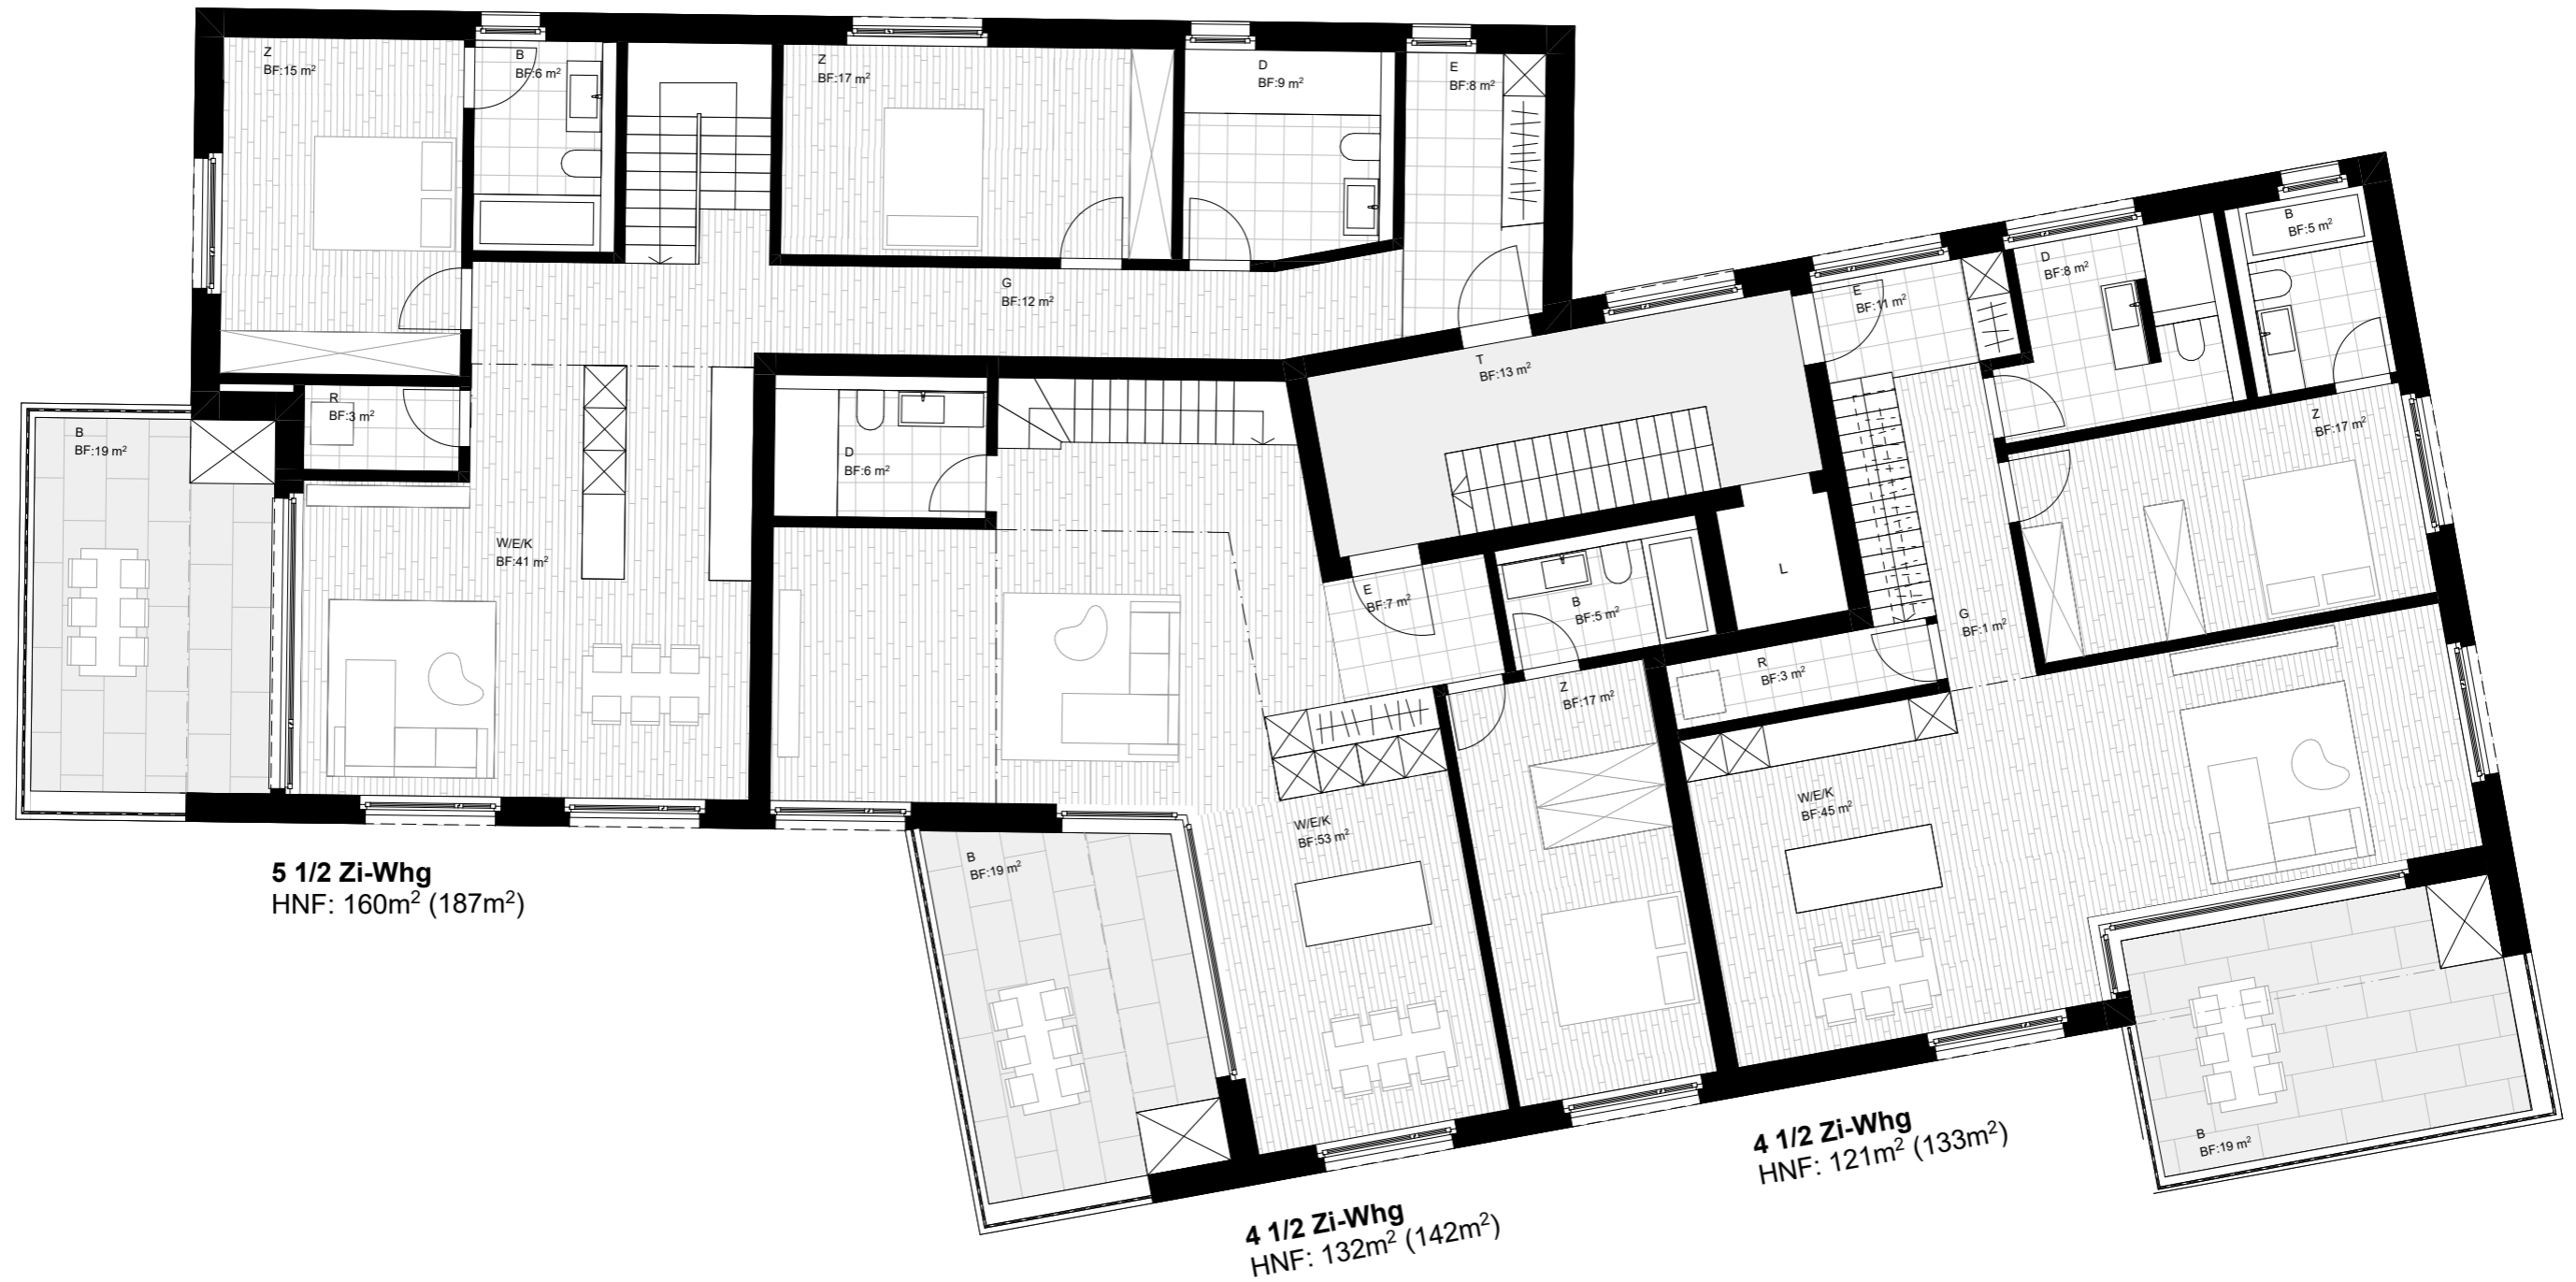 Z
BF:15 m²
B
BF:6 m²
Z
BF:17 m²
D
BF:9 m²
E
BF:8 m²
G
BF:12 m²
R
BF:3 m²
B
BF:19 m²
W/E/K
BF:41 m²
D
BF:6 m²
T
BF:13 m²
E
BF:11 m²
D
BF:8 m²
B
BF:5 m²
Z
BF:17 m²
E
BF:7 m²
B
BF:5 m²
L
G
BF:1 m²
R
BF:3 m²
Z
BF:17 m²
W/E/K
BF:53 m²
W/E/K
BF:45 m²
B
BF:19 m²
B
BF:19 m²
5 1/2 Zi-Whg
HNF: 160m² (187m²)
4 1/2 Zi-Whg
HNF: 132m² (142m²)
4 1/2 Zi-Whg
HNF: 121m² (133m²)